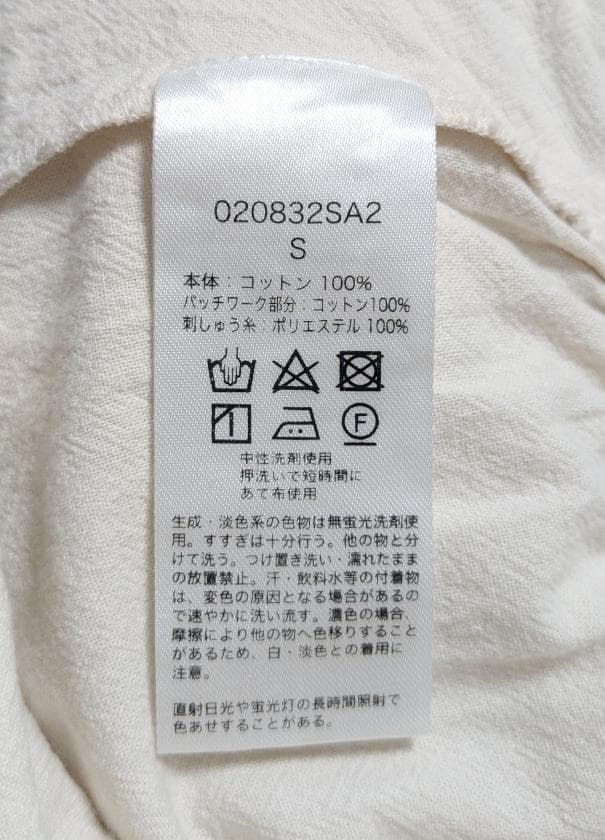 020832SA2
S
本体：コットン 100%
パッチワーク部分：コットン100%
刺しゅう糸：ポリエステル 100%
F
中性洗剤使用
押洗いで短時間に
あて布使用
生成・淡色系の色物は無蛍光洗剤使
用。すすぎは十分行う。他の物と分
けて洗う。つけ置き洗い・濡れたまま
の放置禁止。汗・飲料水等の付着物
は、変色の原因となる場合があるの
で速やかに洗い流す。濃色の場合、
摩擦により他の物へ色移りすること
があるため、白・淡色との着用に
注意。
直射日光や蛍光灯の長時間照射で
色あせすることがある。